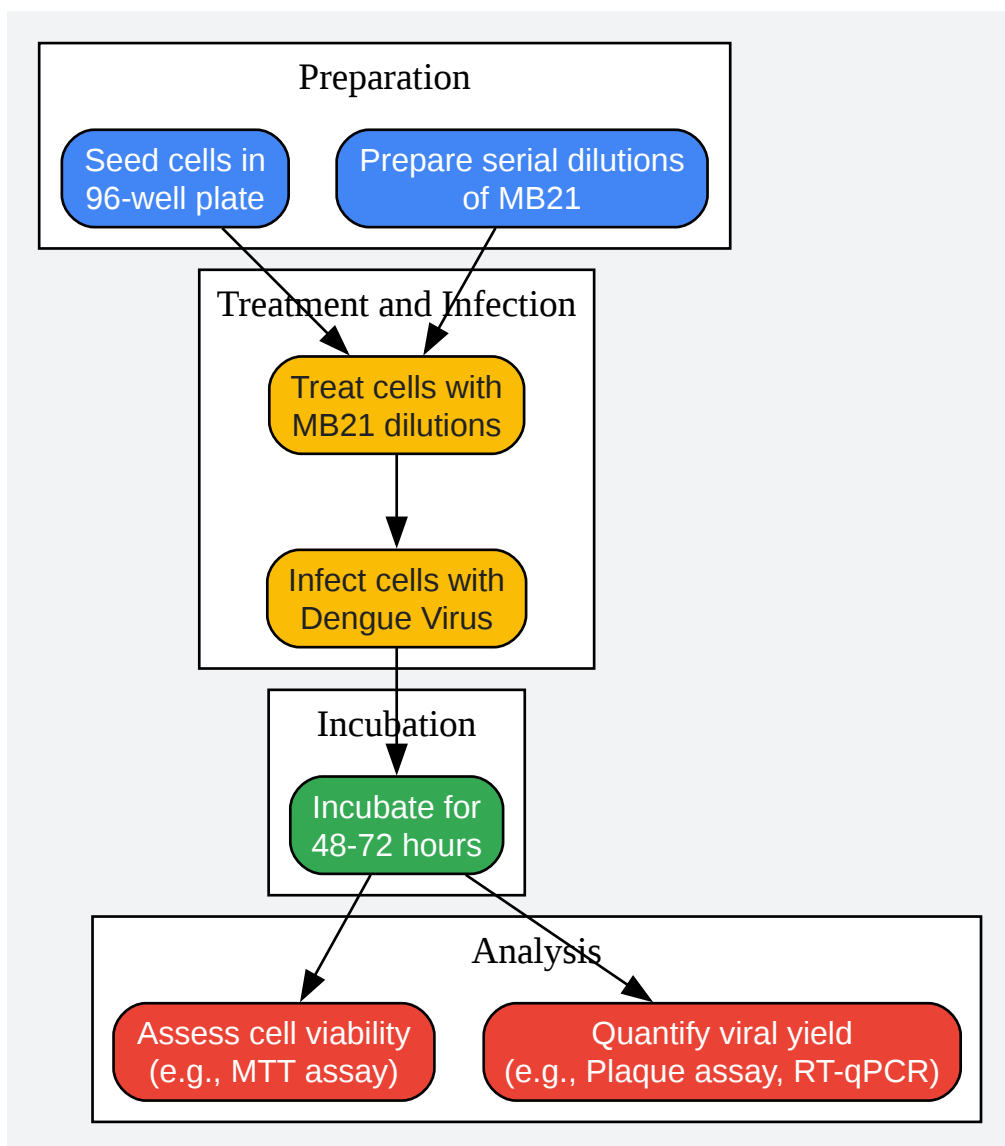 Preparation
Seed cells in
96-well plate
Prepare serial dilutions
of MB21
Treatment and Infection
Treat cells with
MB21 dilutions
Infect cells with
Dengue Virus
Incubation
Incubate for
48-72 hours
Analysis
Assess cell viability
(e.g., MTT assay)
Quantify viral yield
(e.g., Plaque assay, RT-qPCR)